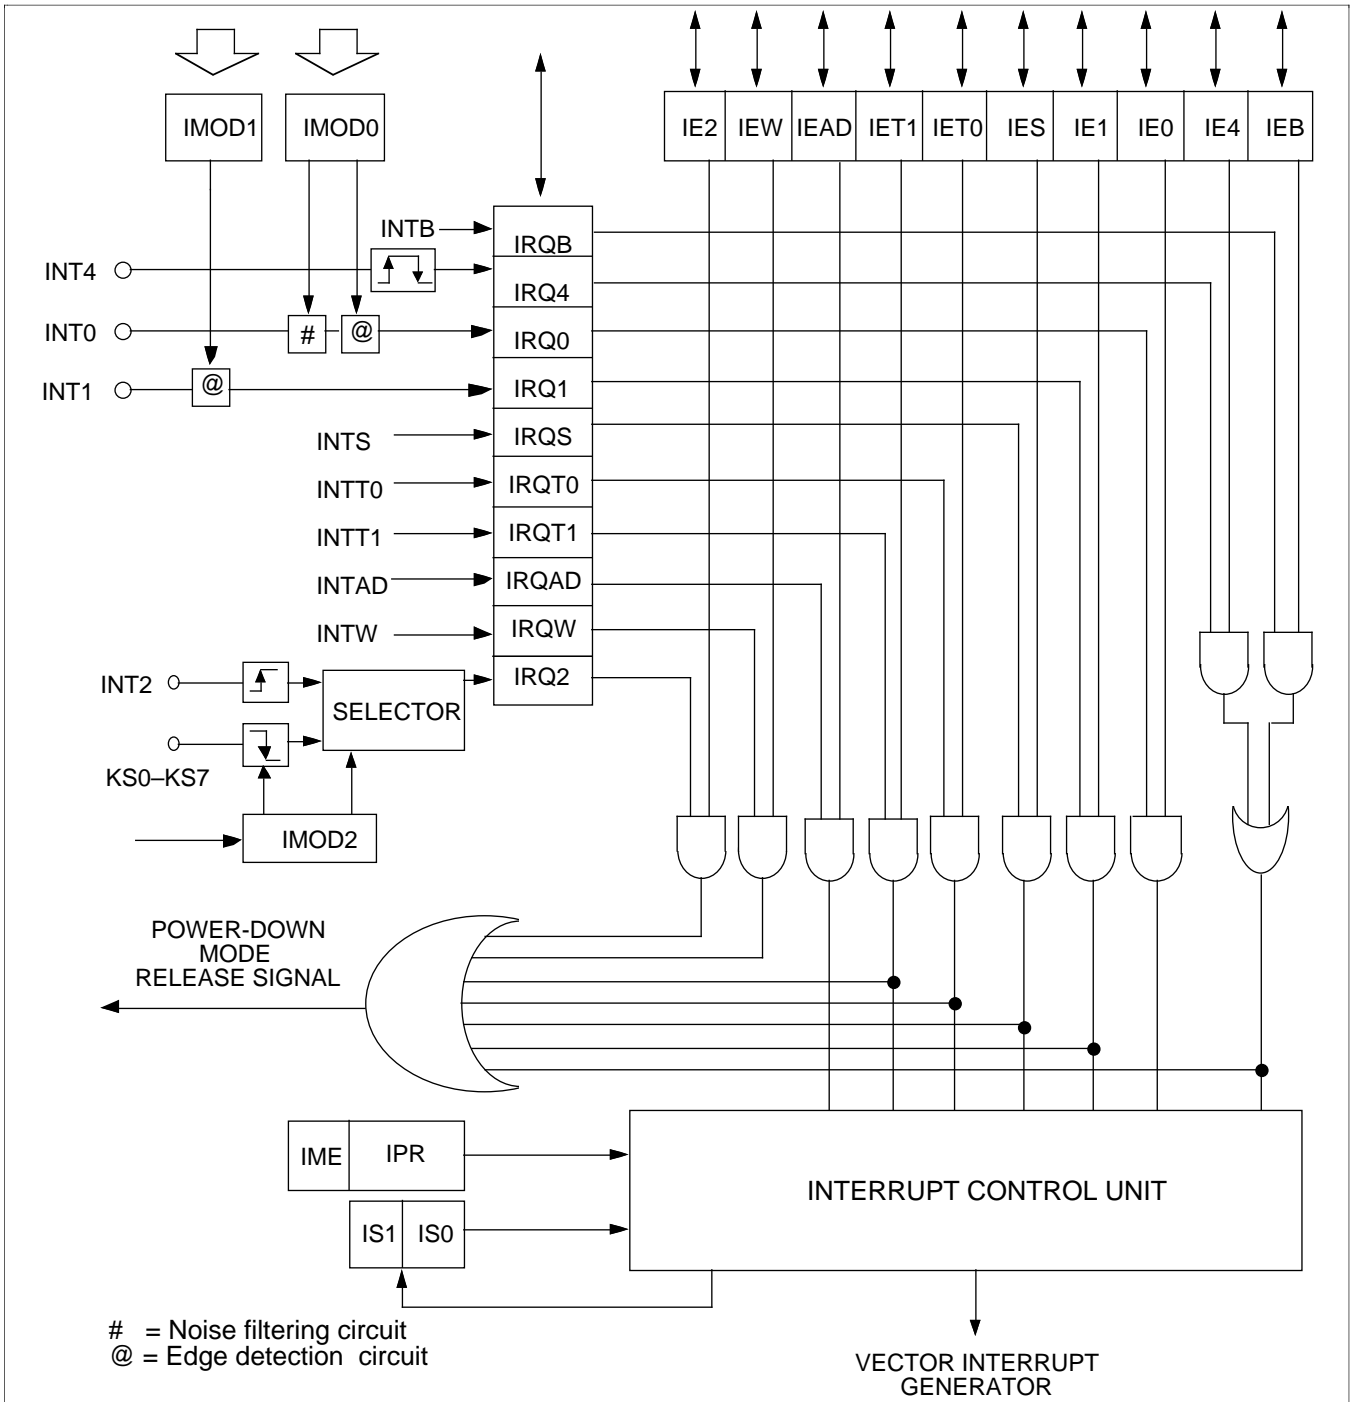 IMOD1 IMOD0
IE2 IEW IEAD IET1 IET0 IES IE1 IE0 IE4 IEB
INTB
IRQB
INT4
IRQ4
INT0
#
@
IRQ0
INT1
@
IRQ1
INTS
IRQS
INTT0
IRQT0
INTT1
IRQT1
INTAD
IRQAD
INTW
IRQW
INT2
IRQ2
SELECTOR
KS0–KS7
IMOD2
POWER-DOWN
MODE
RELEASE SIGNAL
IME IPR
INTERRUPT CONTROL UNIT
IS1 IS0
# = Noise filtering circuit
@ = Edge detection circuit
VECTOR INTERRUPT
GENERATOR